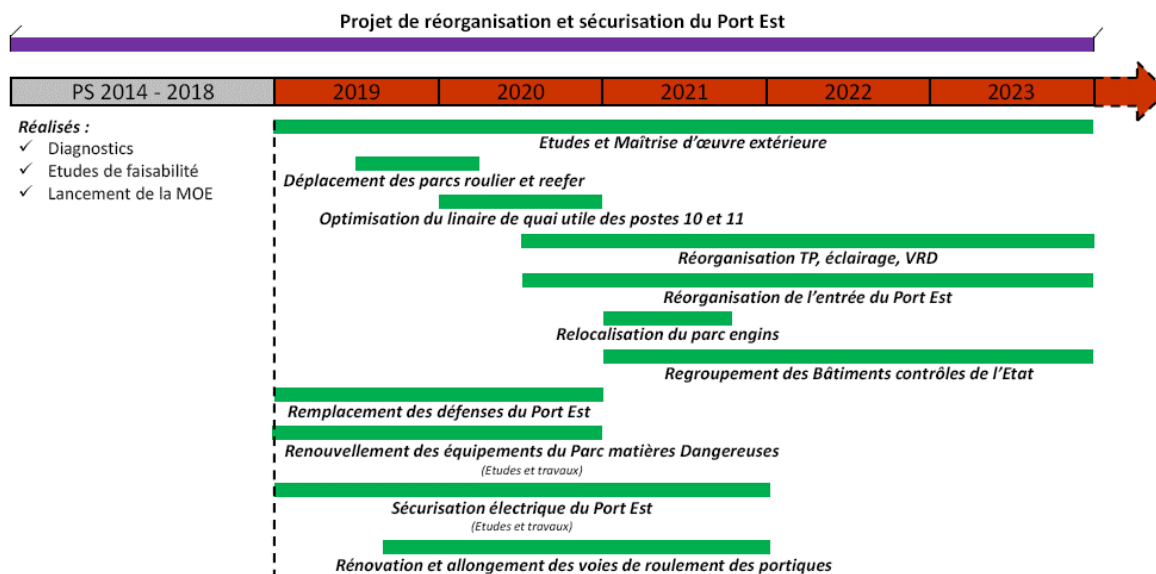 Projet de réorganisation et sécurisation du Port Est
PS 2014 - 2018 2019 2020 2021 2022 2023
Réalisés :
✓ Diagnostics
✓ Etudes de faisabilité
✓ Lancement de la MOE
Etudes et Maîtrise d'œuvre extérieure
Déplacement des parcs roulier et reefer
Optimisation du linaire de quai utile des postes 10 et 11
Réorganisation TP, éclairage, VRD
Réorganisation de l'entrée du Port Est
Relocalisation du parc engins
Regroupement des Bâtiments contrôles de l'Etat
Remplacement des défenses du Port Est
Renouvellement des équipements du Parc matières Dangereuses
(Etudes et travaux)
Sécurisation électrique du Port Est
(Etudes et travaux)
Rénovation et allongement des voies de roulement des portiques